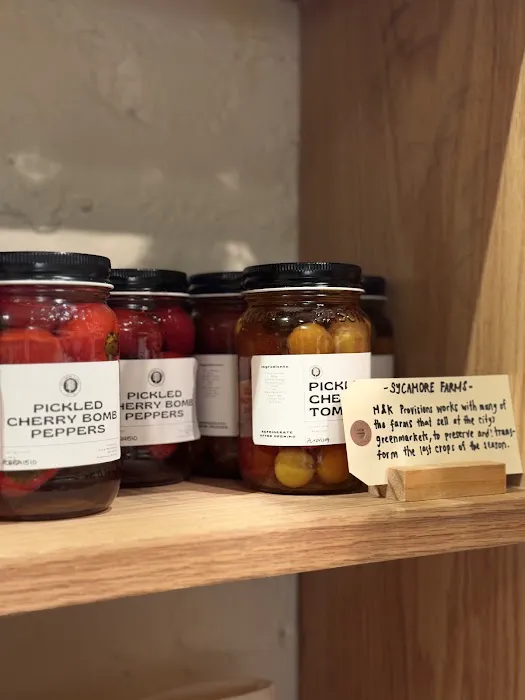 PICKLED
CHERRY BOMB
PEPPERS
PICKLED
HERRY BOMB
PEPPERS
Ingredients:
PICKL
CHE
TOM
REFRIGERATE
AFTER OPENING
-SYCAMORE FARMS-
H&K Provisions works with many of
the farms that sell at the city
greenmarkets, to preserve and trans-
form the last crops of the season.